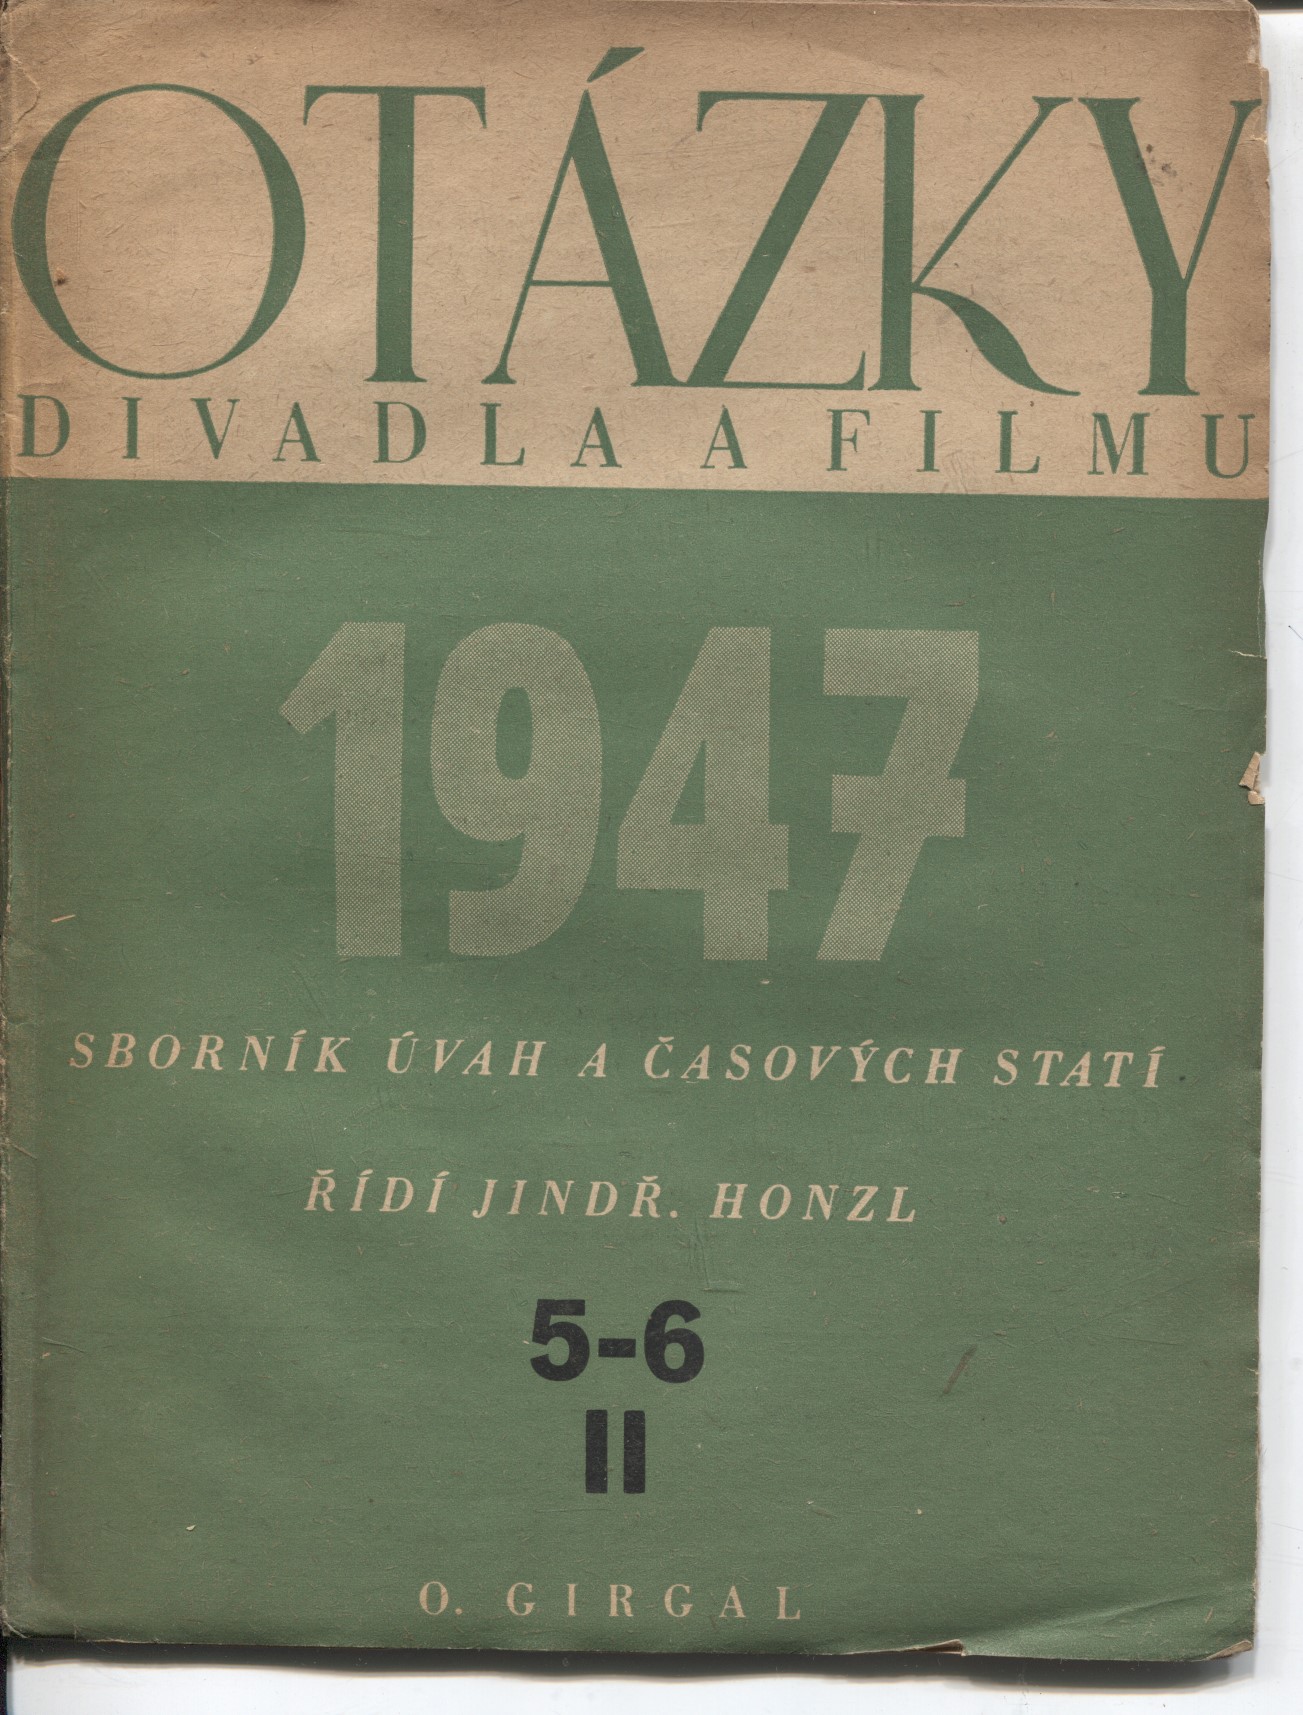 OTÁZKY
DIVADLA A FILMU
1947
SBORNÍK ÚVAH A ČASOVÝCH STATÍ
ŘÍDÍ JINDŘ. HONZL
5-6
II
O. GIRGAL